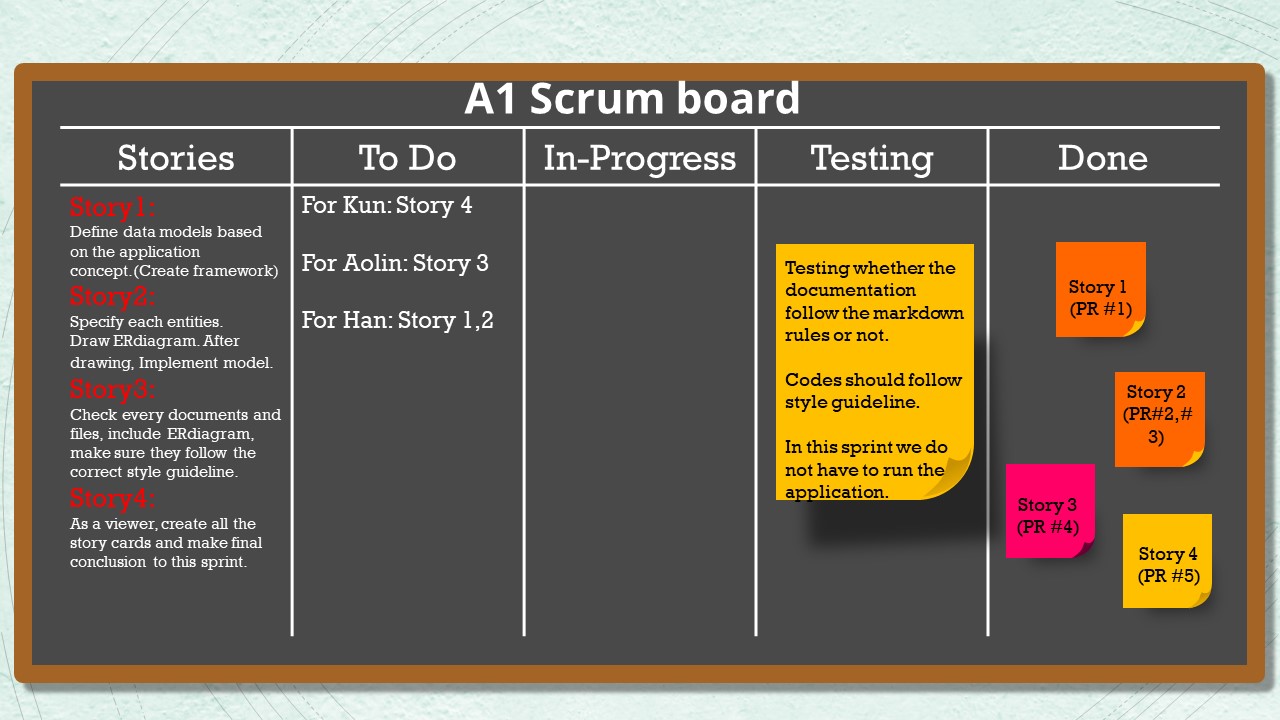 A1 Scrum board
Stories
To Do
In-Progress
Testing
Done
Story1:
Define data models based
on the application
concept.(Create framework)
Story2:
Specify each entities.
Draw ERdiagram. After
drawing, Implement model.
Story3:
Check every documents and
files, include ERdiagram,
make sure they follow the
correct style guideline.
Story4:
As a viewer, create all the
story cards and make final
conclusion to this sprint.
For Kun: Story 4
For Aolin: Story 3
For Han: Story 1,2
Testing whether the
documentation
follow the markdown
rules or not.
Codes should follow
style guideline.
In this sprint we do
not have to run the
application.
Story 1
(PR #1)
Story 2
(PR#2,#
3)
Story 3
(PR #4)
Story 4
(PR #5)